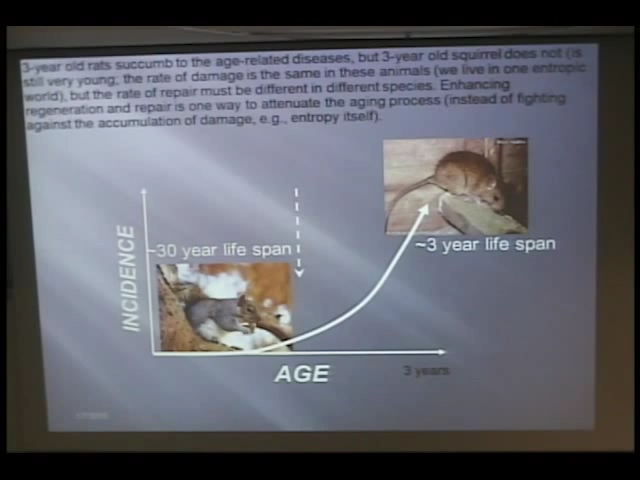 3-year old rats succumb to the age-related diseases, but 3-year old squirrel does not (is
still very young; the rate of damage is the same in these animals (we live in one entropic
world), but the rate of repair must be different in different species. Enhancing
regeneration and repair is one way to attenuate the aging process (instead of fighting
against the accumulation of damage, e.g., entropy itself).
~30 year life span
~3 year life span
INCIDENCE
AGE
3 years